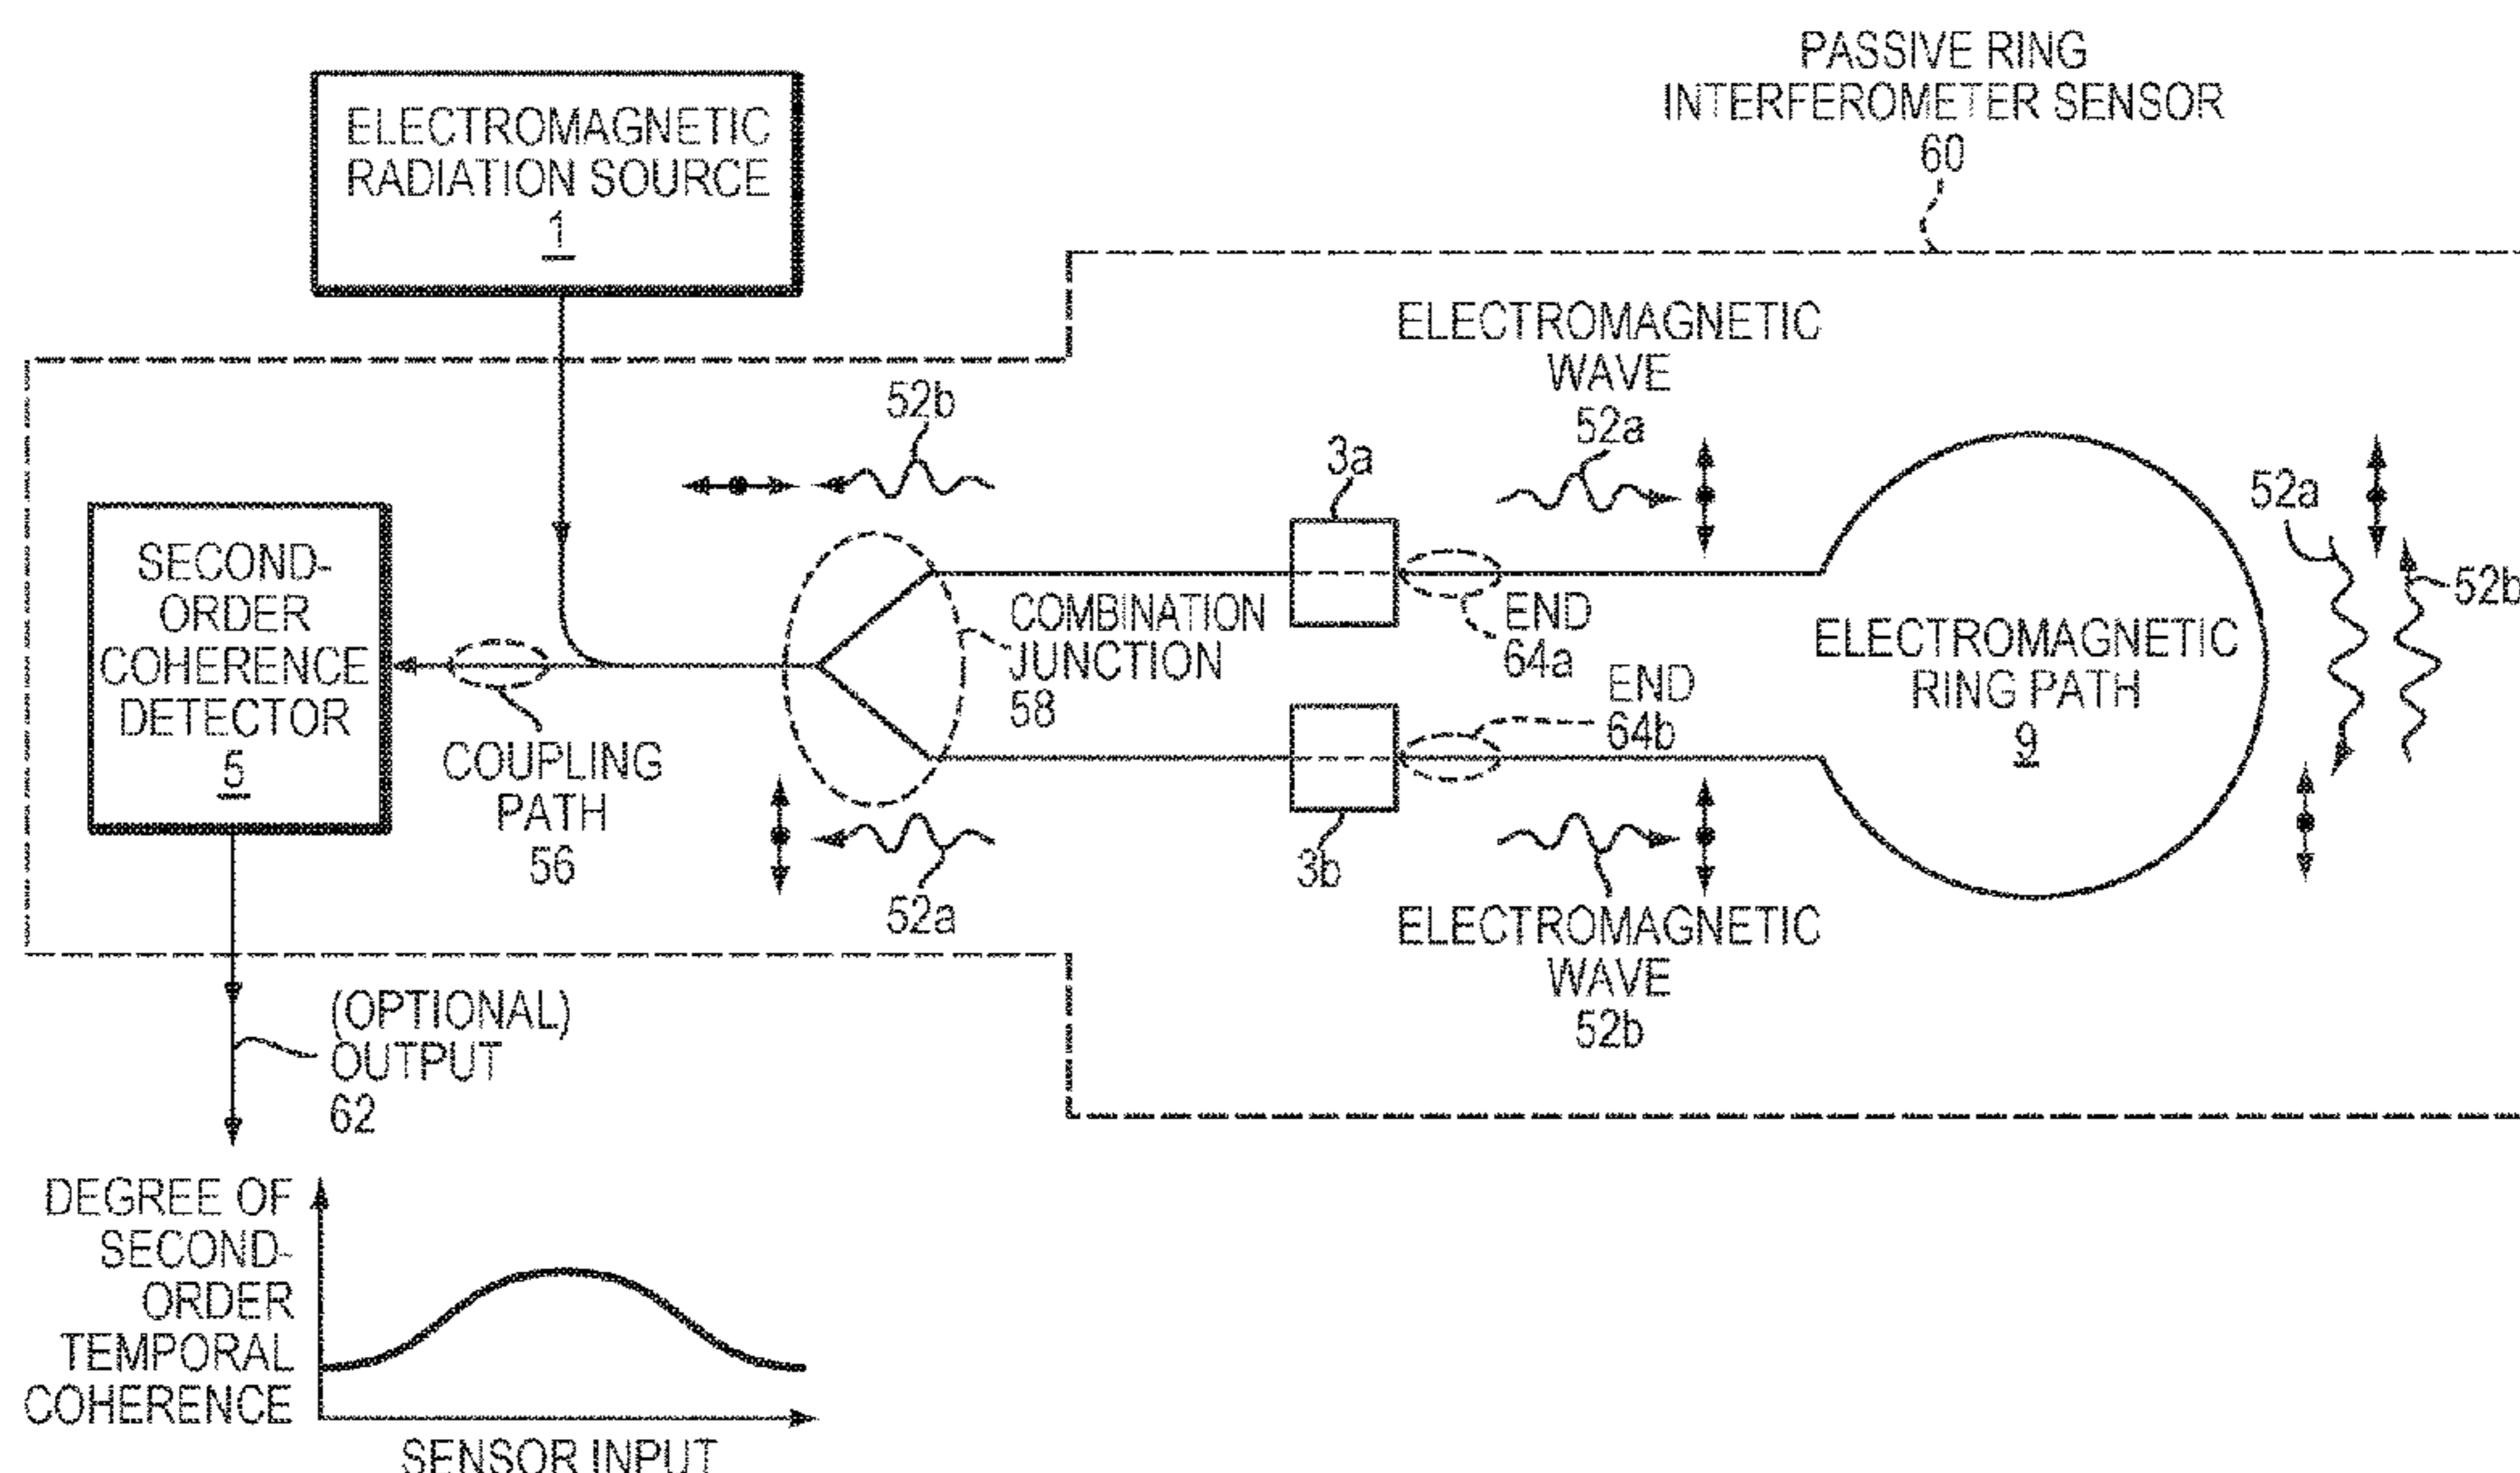 PASSIVE RING
INTERFEROMETER SENSOR
60
ELECTROMAGNETIC
RADIATION SOURCE
1
ELECTROMAGNETIC
WAVE
52a
52b
3a
52a
52b
SECOND-
ORDER
COHERENCE
DETECTOR
5
COMBINATION
JUNCTION
58
END
64a
END
64b
ELECTROMAGNETIC
RING PATH
9
COUPLING
PATH
56
52a
3b
ELECTROMAGNETIC
WAVE
52b
(OPTIONAL)
OUTPUT
62
DEGREE OF
SECOND-
ORDER
TEMPORAL
COHERENCE
SENSOR INPUT